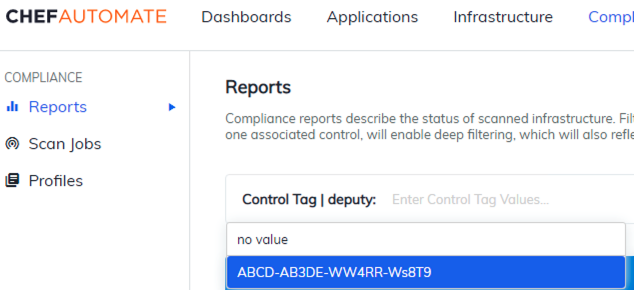 CHEFAUTOMATE Dashboards Applications Infrastructure Compl
COMPLIANCE
Reports
Scan Jobs
Profiles
Reports
Compliance reports describe the status of scanned infrastructure. Filt
one associated control, will enable deep filtering, which will also refle
Control Tag | deputy: Enter Control Tag Values...
no value
ABCD-AB3DE-WW4RR-Ws8T9